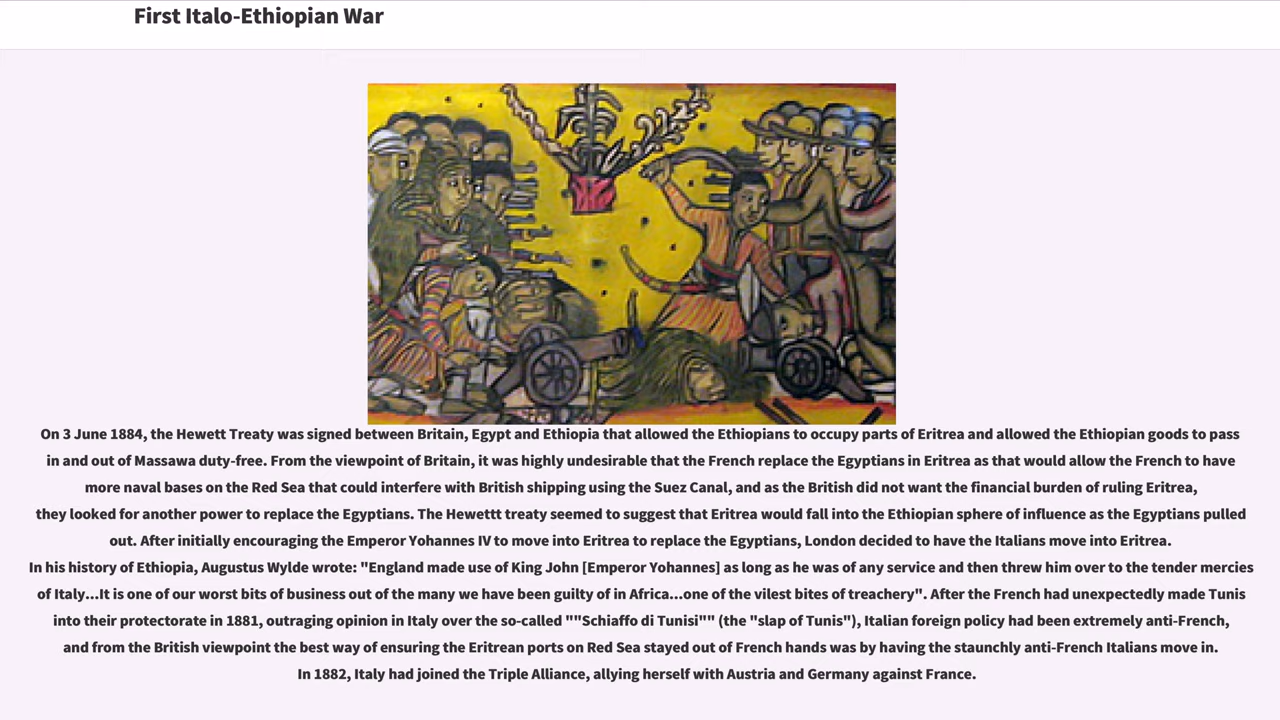 First Italo-Ethiopian War
On 3 June 1884, the Hewett Treaty was signed between Britain, Egypt and Ethiopia that allowed the Ethiopians to occupy parts of Eritrea and allowed the Ethiopian goods to pass
in and out of Massawa duty-free. From the viewpoint of Britain, it was highly undesirable that the French replace the Egyptians in Eritrea as that would allow the French to have
more naval bases on the Red Sea that could interfere with British shipping using the Suez Canal, and as the British did not want the financial burden of ruling Eritrea,
they looked for another power to replace the Egyptians. The Hewettt treaty seemed to suggest that Eritrea would fall into the Ethiopian sphere of influence as the Egyptians pulled
out. After initially encouraging the Emperor Yohannes IV to move into Eritrea to replace the Egyptians, London decided to have the Italians move into Eritrea.
In his history of Ethiopia, Augustus Wylde wrote: "England made use of King John [Emperor Yohannes] as long as he was of any service and then threw him over to the tender mercies
of Italy...It is one of our worst bits of business out of the many we have been guilty of in Africa...one of the vilest bites of treachery". After the French had unexpectedly made Tunis
into their protectorate in 1881, outraging opinion in Italy over the so-called ""Schiaffo di Tunisi"" (the "slap of Tunis"), Italian foreign policy had been extremely anti-French,
and from the British viewpoint the best way of ensuring the Eritrean ports on Red Sea stayed out of French hands was by having the staunchly anti-French Italians move in.
In 1882, Italy had joined the Triple Alliance, allying herself with Austria and Germany against France.